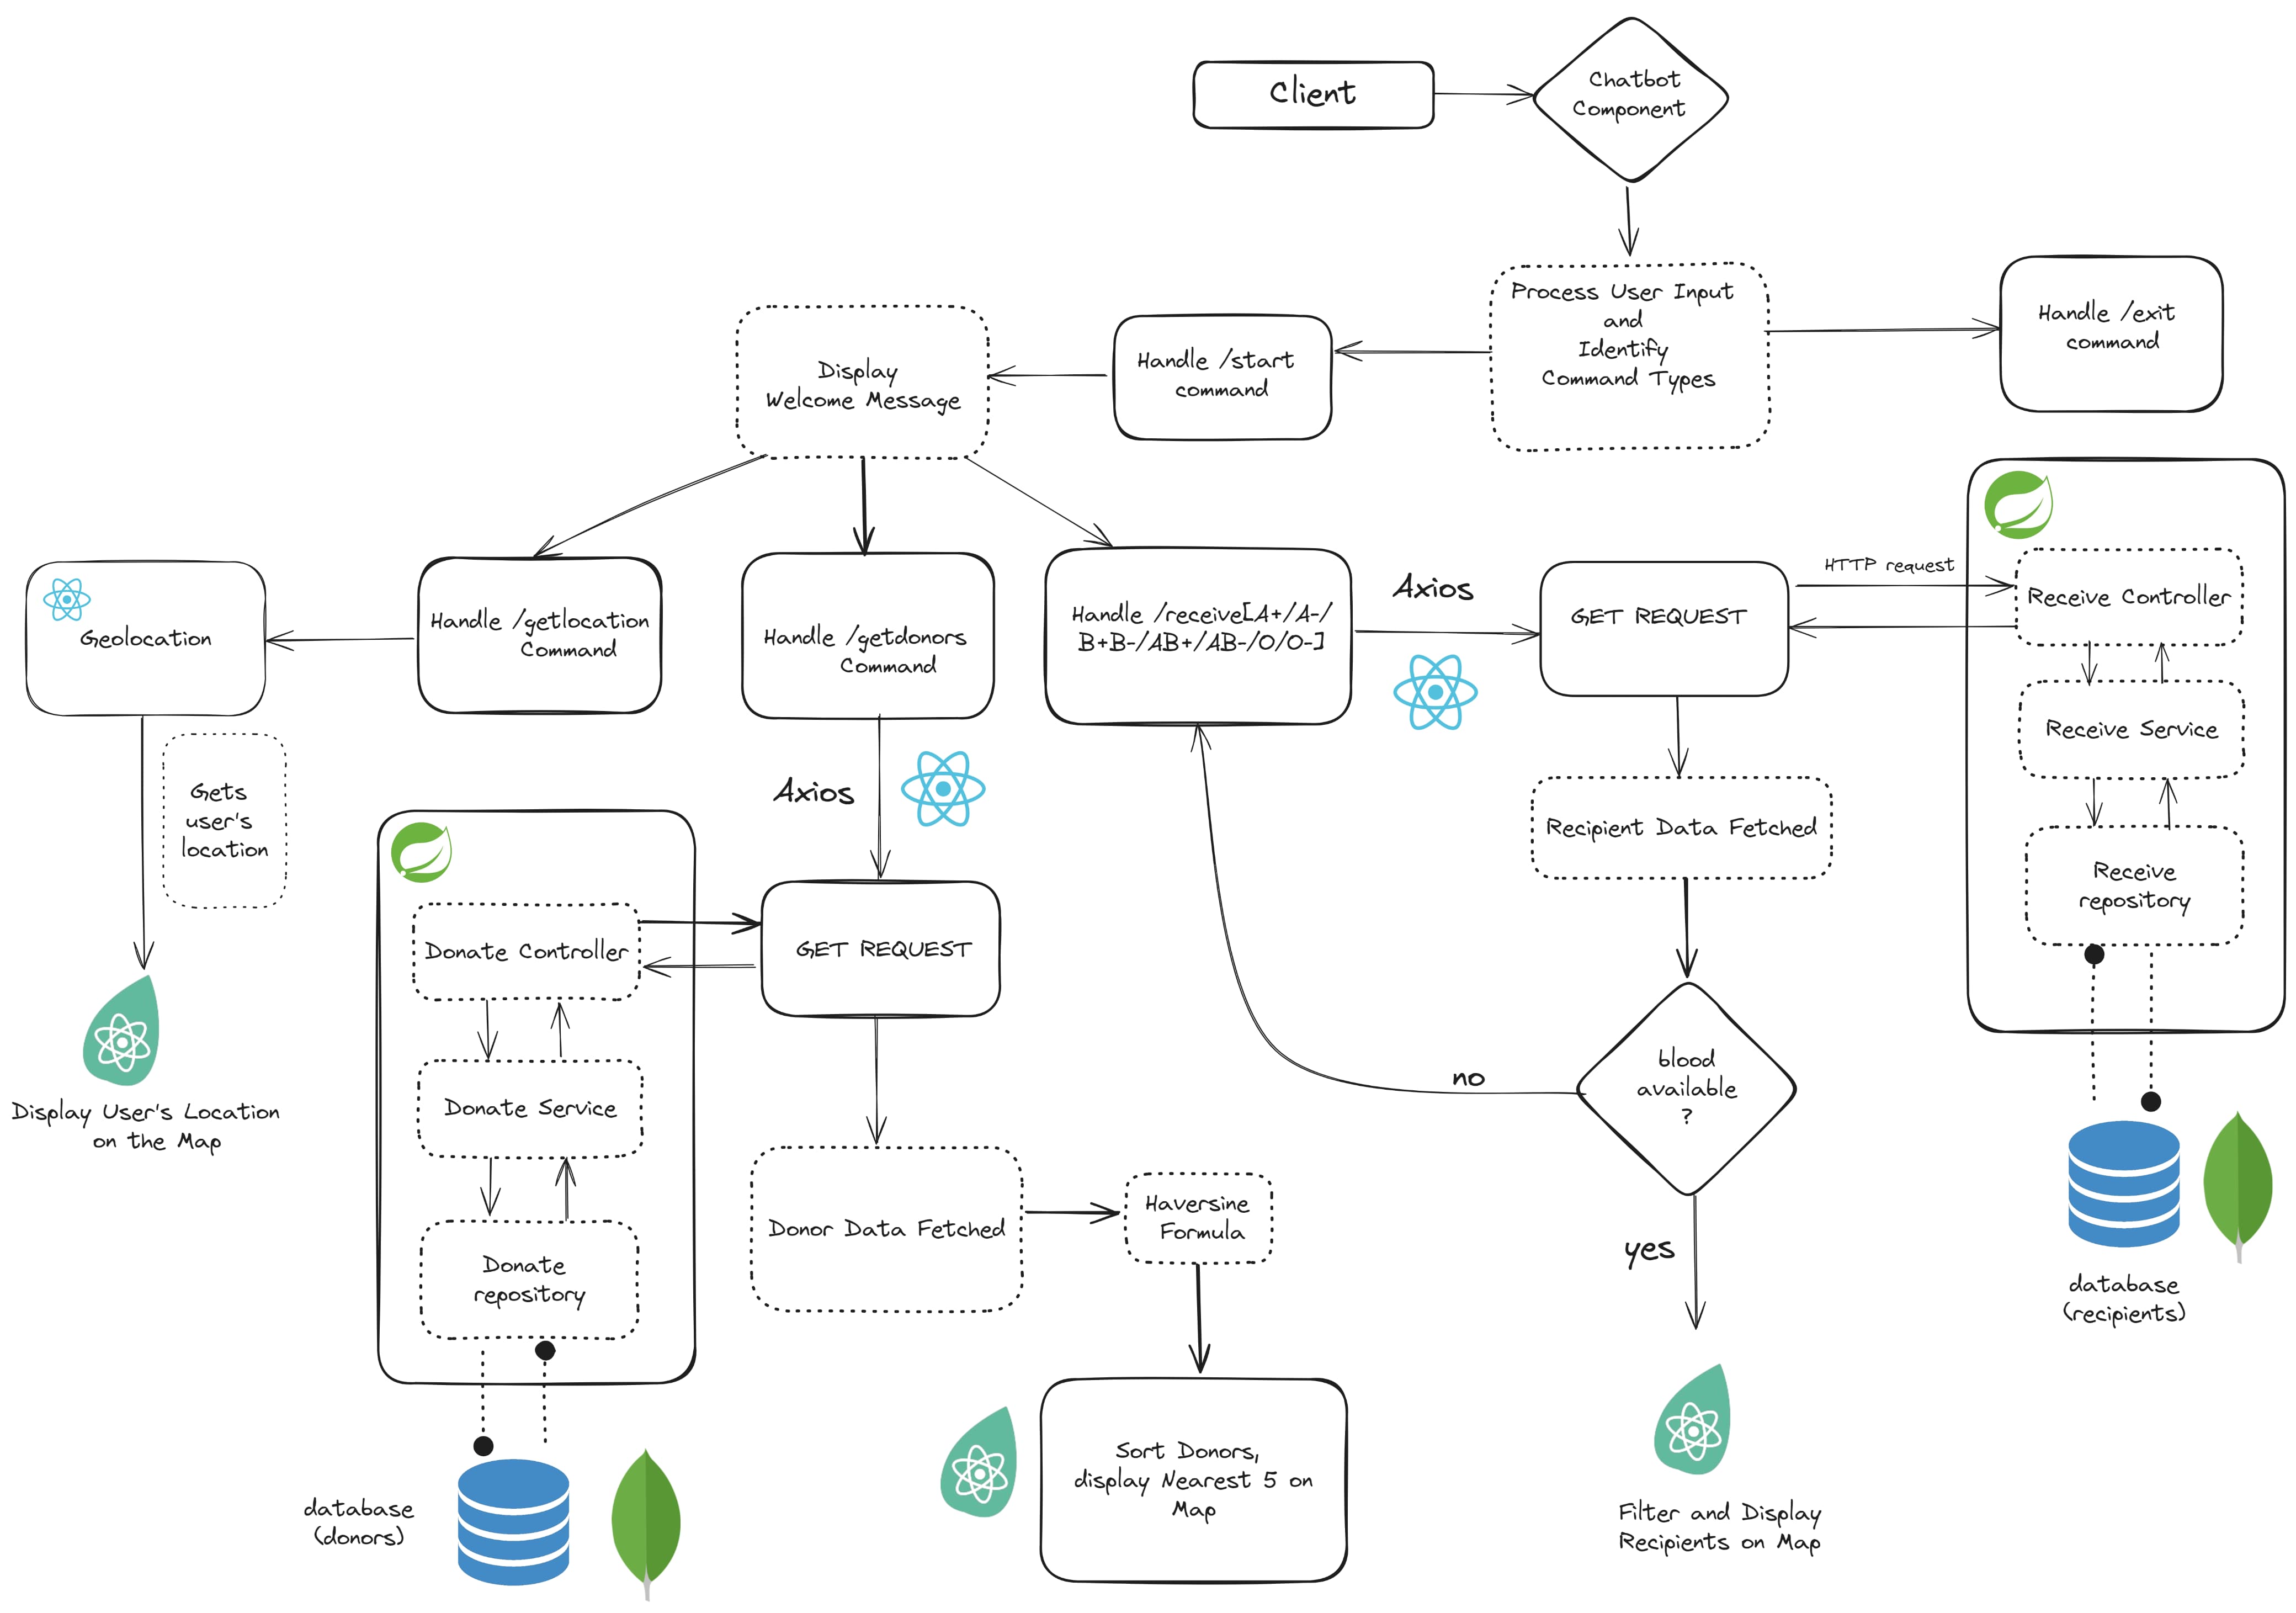 Client
Chatbot
Component
Process User Input
and
Identify
Command Types
Handle /exit
command
Handle /start
command
Display
Welcome Message
Geolocation
Handle /getlocation
Command
Handle /getdonors
Command
Handle /receive[A+/A-/
B+B-/AB+/AB-/O/O-]
Axios
GET REQUEST
HTTP request
Receive Controller
Receive Service
Receive
repository
Gets
user's
location
Axios
Recipient Data Fetched
Donate Controller
GET REQUEST
Donate Service
Donate
repository
Display User's Location
on the Map
no
blood
available
?
yes
Donor Data Fetched
Haversine
Formula
database
(recipients)
Sort Donors,
display Nearest 5 on
Map
Filter and Display
Recipients on Map
database
(donors)